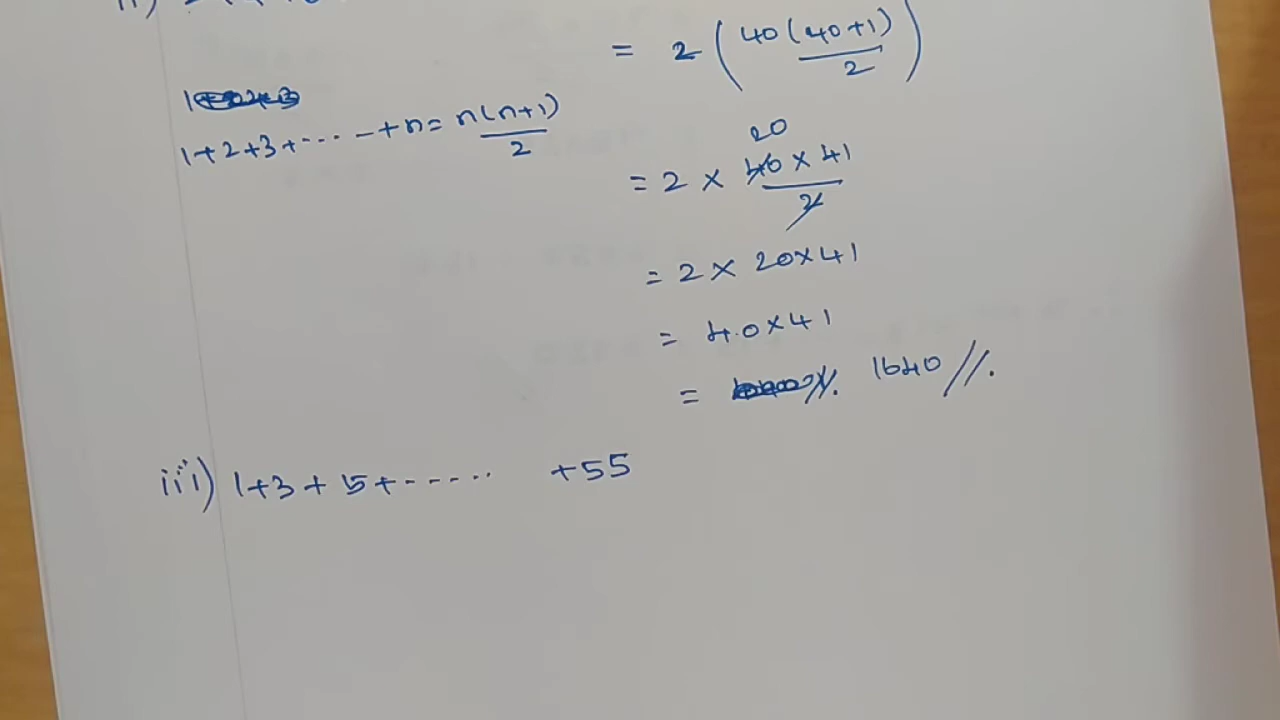 ii)
= 2 ( 40(40+1) / 2 )
1+2+3+....-+n= n(n+1) / 2
20
= 2 × 40 × 41 / 2
= 2 × 20×41
= 40×41
= 1640 //.
iii) 1+3+5+..... +55